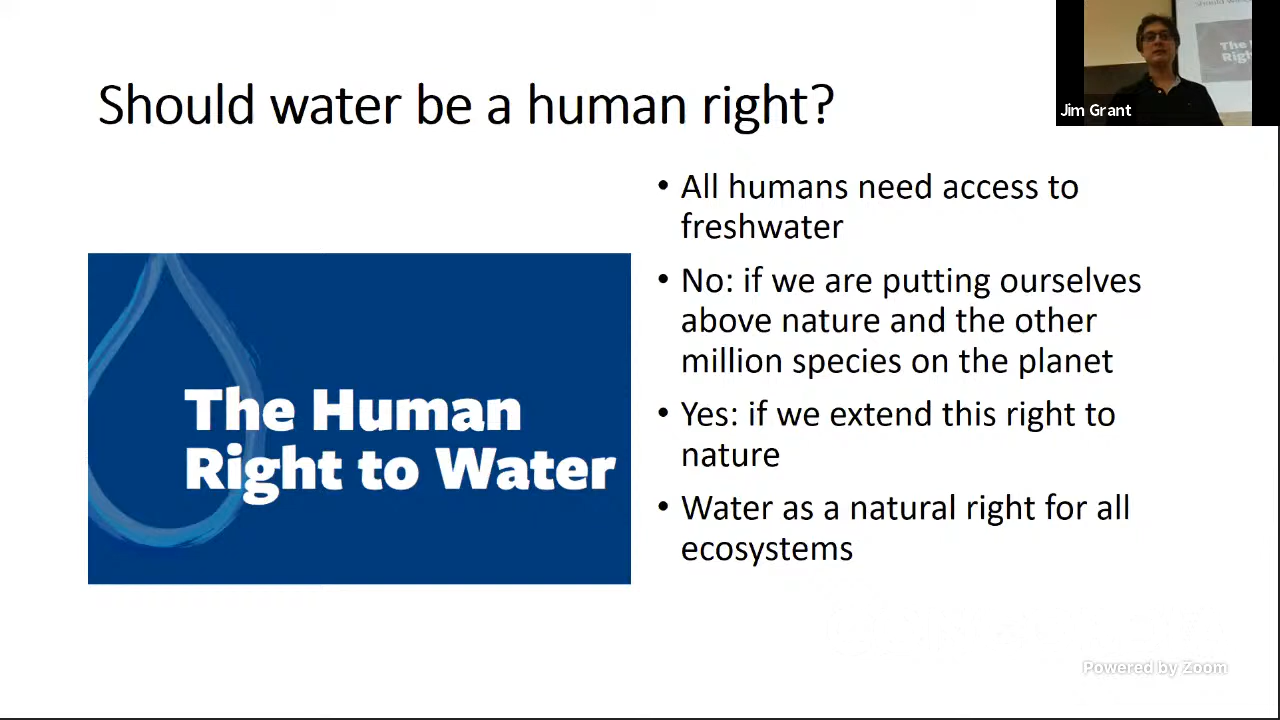 Should water be a human right?
Jim Grant
The Human
Right to Water
• All humans need access to
freshwater
• No: if we are putting ourselves
above nature and the other
million species on the planet
• Yes: if we extend this right to
nature
• Water as a natural right for all
ecosystems
Powered by Zoom